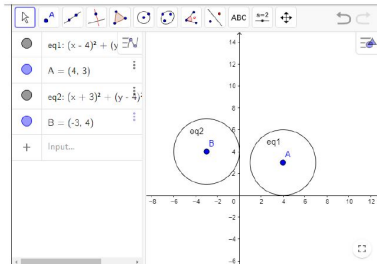 ABC
a=2
eq1: (x - 4)² + (y
A = (4, 3)
eq2: (x + 3)² + (y - 4)²
B = (-3, 4)
+ Input...
14
12
10
8
6
4
2
0
-2
-4
-6
-8 -6 -4 -2 2 4 6 8 10 12
eq2
B
eq1
A